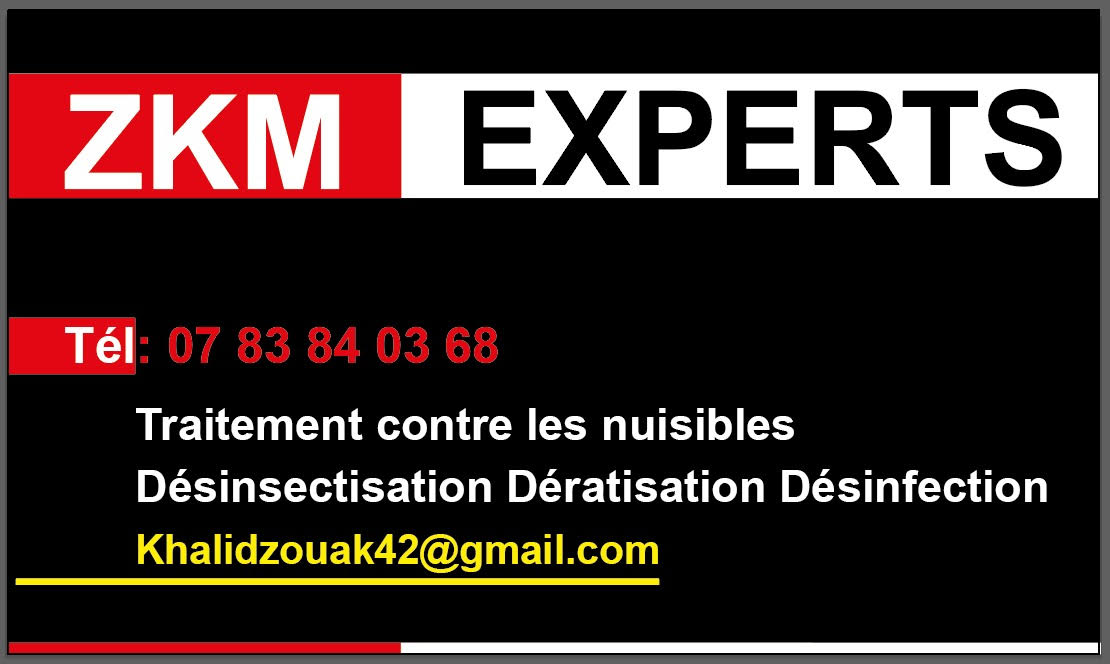 ZKM EXPERTS
Tél: 07 83 84 03 68
Traitement contre les nuisibles
Désinsectisation Dératisation Désinfection
Khalidzouak42@gmail.com